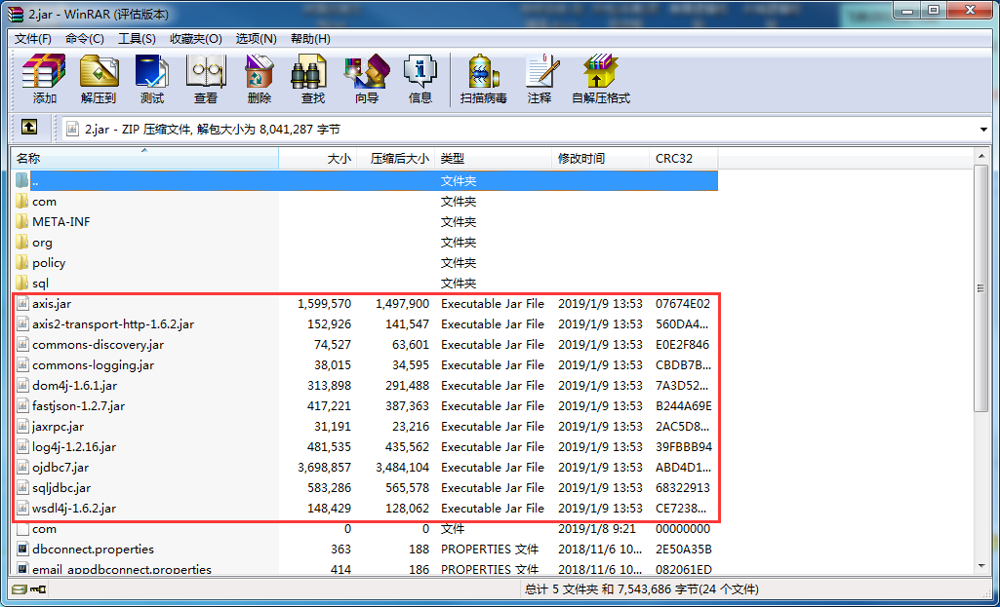 2.jar - WinRAR (评估版本)
文件(F) 命令(C) 工具(S) 收藏夹(O) 选项(N) 帮助(H)
添加 解压到 测试 查看 删除 查找 向导 信息 扫描病毒 注释 自解压格式
2.jar - ZIP 压缩文件, 解包大小为 8,041,287 字节
名称 大小 压缩后大小 类型 修改时间 CRC32
.. 文件夹
com 文件夹
META-INF 文件夹
org 文件夹
policy 文件夹
sql 文件夹
axis.jar 1,599,570 1,497,900 Executable Jar File 2019/1/9 13:53 07674E02
axis2-transport-http-1.6.2.jar 152,926 141,547 Executable Jar File 2019/1/9 13:53 560DA4...
commons-discovery.jar 74,527 63,601 Executable Jar File 2019/1/9 13:53 E0E2F846
commons-logging.jar 38,015 34,595 Executable Jar File 2019/1/9 13:53 CBDB7B...
dom4j-1.6.1.jar 313,898 291,488 Executable Jar File 2019/1/9 13:53 7A3D52...
fastjson-1.2.7.jar 417,221 387,363 Executable Jar File 2019/1/9 13:53 B244A69E
jaxrpc.jar 31,191 23,216 Executable Jar File 2019/1/9 13:53 2AC5D8...
log4j-1.2.16.jar 481,535 435,562 Executable Jar File 2019/1/9 13:53 39FBBB94
ojdbc7.jar 3,698,857 3,484,104 Executable Jar File 2019/1/9 13:53 ABD4D1...
sqljdbc.jar 583,286 565,578 Executable Jar File 2019/1/9 13:53 68322913
wsdl4j-1.6.2.jar 148,429 128,062 Executable Jar File 2019/1/9 13:53 CE7238...
com 0 0 文件 2019/1/8 9:21 00000000
dbconnect.properties 363 188 PROPERTIES 文件 2018/11/6 10... 2E50A35B
email_appdbconnect.properties 414 186 PROPERTIES 文件 2018/11/6 10... 082061ED
总计 5 文件夹 和 7,543,686 字节(24 个文件)